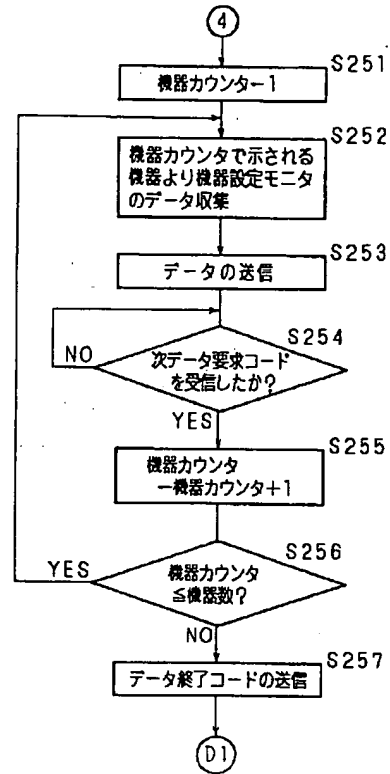 4
S251
機器カウンター1
S252
機器カウンタで示される
機器より機器設定モニタ
のデータ収集
S253
データの送信
S254
次データ要求コード
を受信したか?
NO
YES
S255
機器カウンタ
ー機器カウンタ+1
S256
機器カウンタ
≦機器数?
YES
NO
S257
データ終了コードの送信
D1